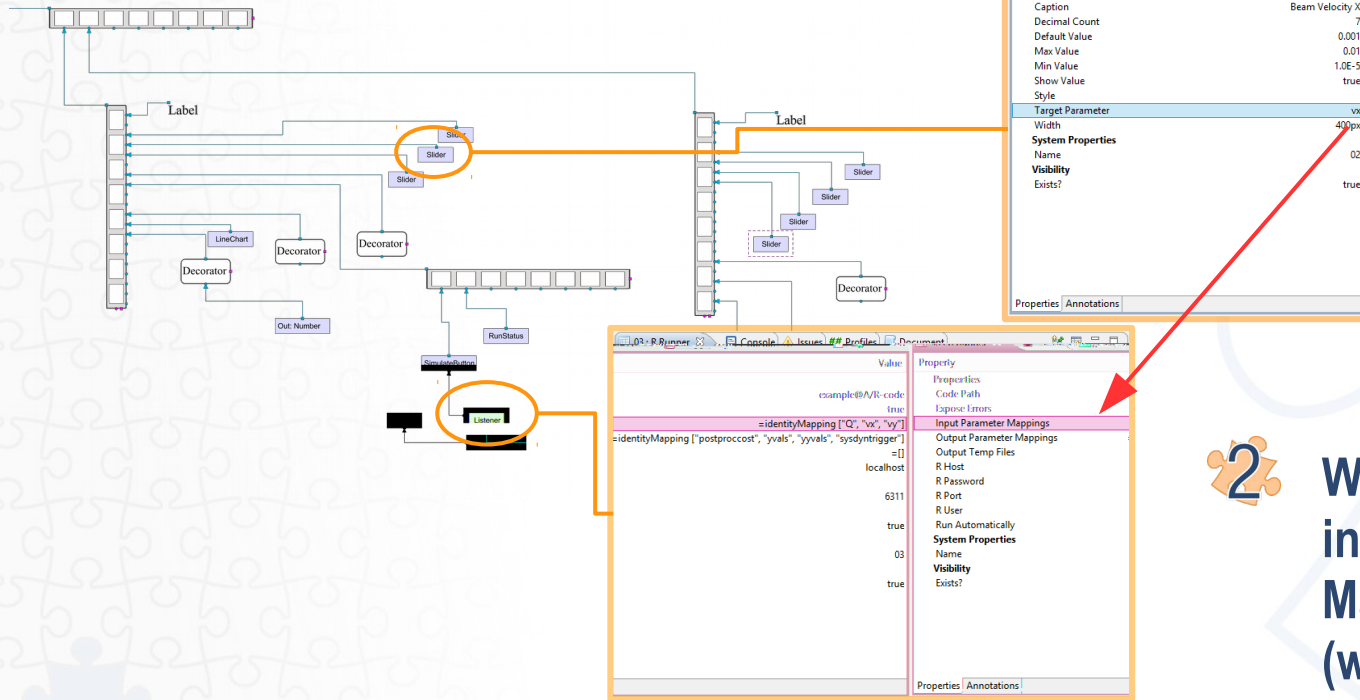 Caption Beam Velocity X
Decimal Count 7
Default Value 0.001
Max Value 0.01
Min Value 1.0E-5
Show Value true
Style
Target Parameter vx
Width 400px
System Properties
Name 02
Visibility
Exists? true
Properties Annotations
Label
Slider
Slider
Slider
LineChart
Decorator
Decorator
Decorator
Out: Number
RunStatus
SimulateButton
Listener
Label
Slider
Slider
Slider
Slider
Decorator
03 : R Runner Console Issues ## Profiles Document
Value Property
Properties
example@A/R-code Code Path
true Expose Errors
=identityMapping ["Q", "vx", "vy"] Input Parameter Mappings
=identityMapping ["postproccost", "yvals", "yyvals", "sysdyntrigger"] Output Parameter Mappings
=[] Output Temp Files
localhost R Host
R Password
6311 R Port
R User
true Run Automatically
System Properties
03 Name
Visibility
true Exists?
Properties Annotations
2
W
in
M
(w